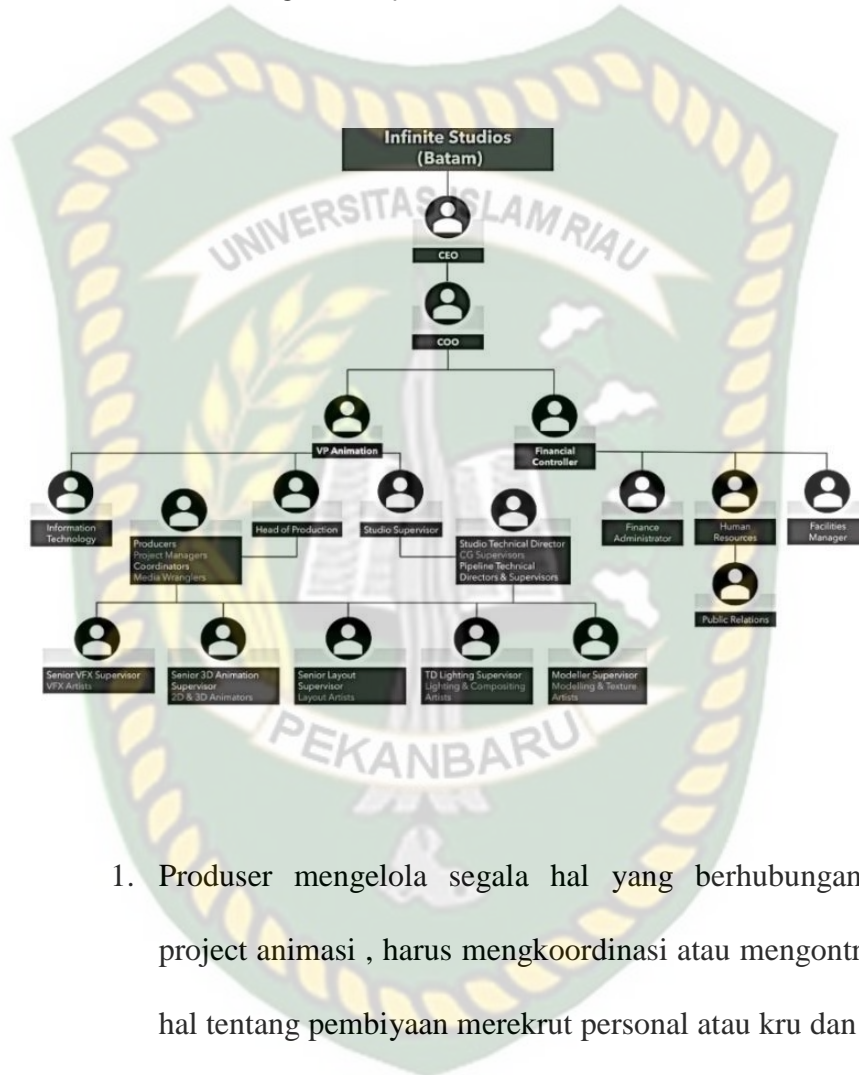 Infinite Studios
(Batam)
UNIVERSITAS ISLAM RIAU
CEO
COO
VP Animation
Financial
Controller
Information
Technology
Producers
Project Managers
Coordinators
Media Wranglers
Head of Production
Studio Supervisor
Studio Technical Director
CG Supervisors
Pipeline Technical
Directors & Supervisors
Finance
Administrator
Human
Resources
Facilities
Manager
Public Relations
Senior VFX Supervisor
VFX Artists
Senior 3D Animation
Supervisor
2D & 3D Animators
Senior Layout
Supervisor
Layout Artists
TD Lighting Supervisor
Lighting & Compositing
Artists
Modeller Supervisor
Modelling & Texture
Artists
PEKANBARU
1. Produser mengelola segala hal yang berhubungan
project animasi , harus mengkoordinasi atau mengontr
hal tentang pembiyaan merekrut personal atau kru dan